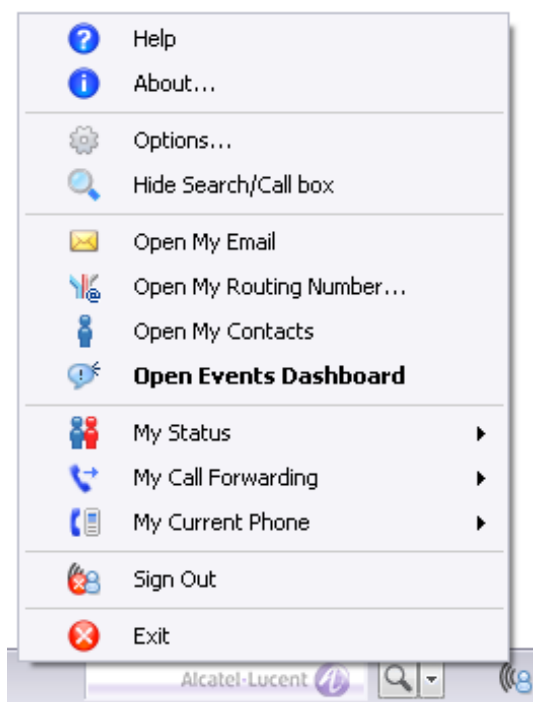 Help
About...
Options...
Hide Search/Call box
Open My Email
Open My Routing Number...
Open My Contacts
Open Events Dashboard
My Status
My Call Forwarding
My Current Phone
Sign Out
Exit
Alcatel-Lucent